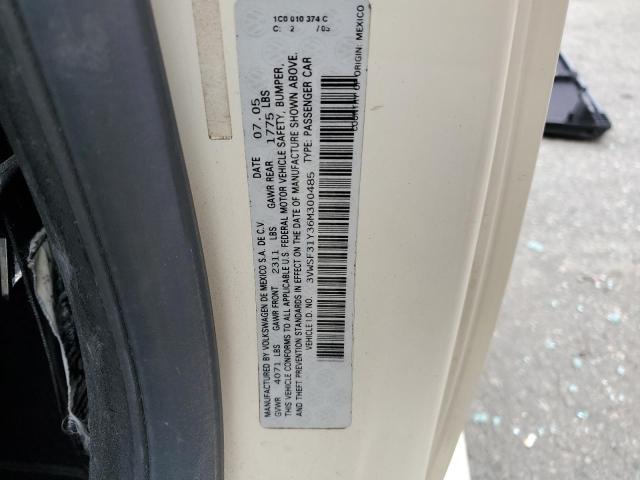 MANUFACTURED BY VOLKSWAGEN DE MEXICO S.A. DE C.V DATE 07.05
GVWR 4071 LBS GAWR FRONT 2311 LBS GAWR REAR 1775 LBS
THIS VEHICLE CONFORMS TO ALL APPLICABLE U.S. FEDERAL MOTOR VEHICLE SAFETY, BUMPER,
AND THEFT PREVENTION STANDARDS IN EFFECT ON THE DATE OF MANUFACTURE SHOWN ABOVE.
VEHICLE I.D. NO. 3VWSF31Y36M300485 TYPE: PASSENGER CAR
COUNTRY OF ORIGIN: MEXICO
1C0 010 374 C
C: 2 /05